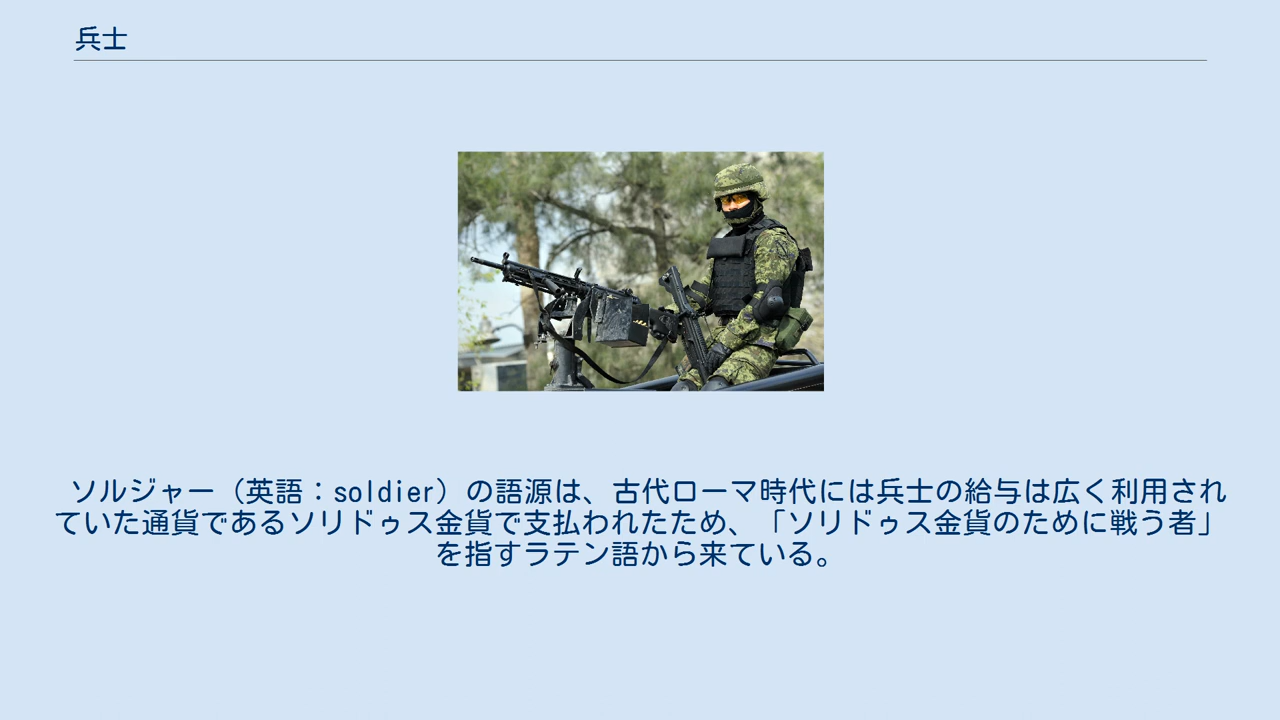 兵士
ソルジャー（英語：soldier）の語源は、古代ローマ時代には兵士の給与は広く利用され
ていた通貨であるソリドゥス金貨で支払われたため、「ソリドゥス金貨のために戦う者」
を指すラテン語から来ている。